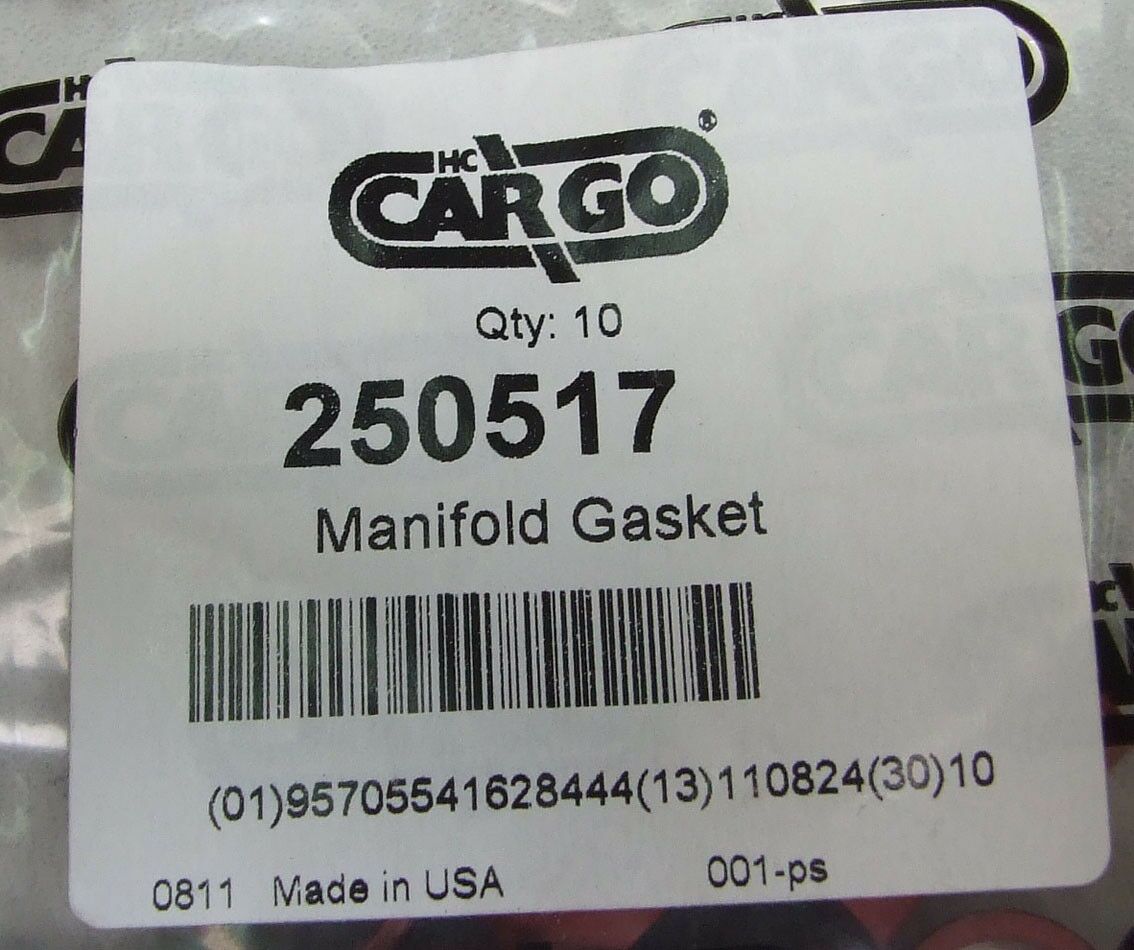 HC
CARGO®
Qty: 10
250517
Manifold Gasket
(01)95705541628444(13)110824(30)10
0811 Made in USA 001-ps